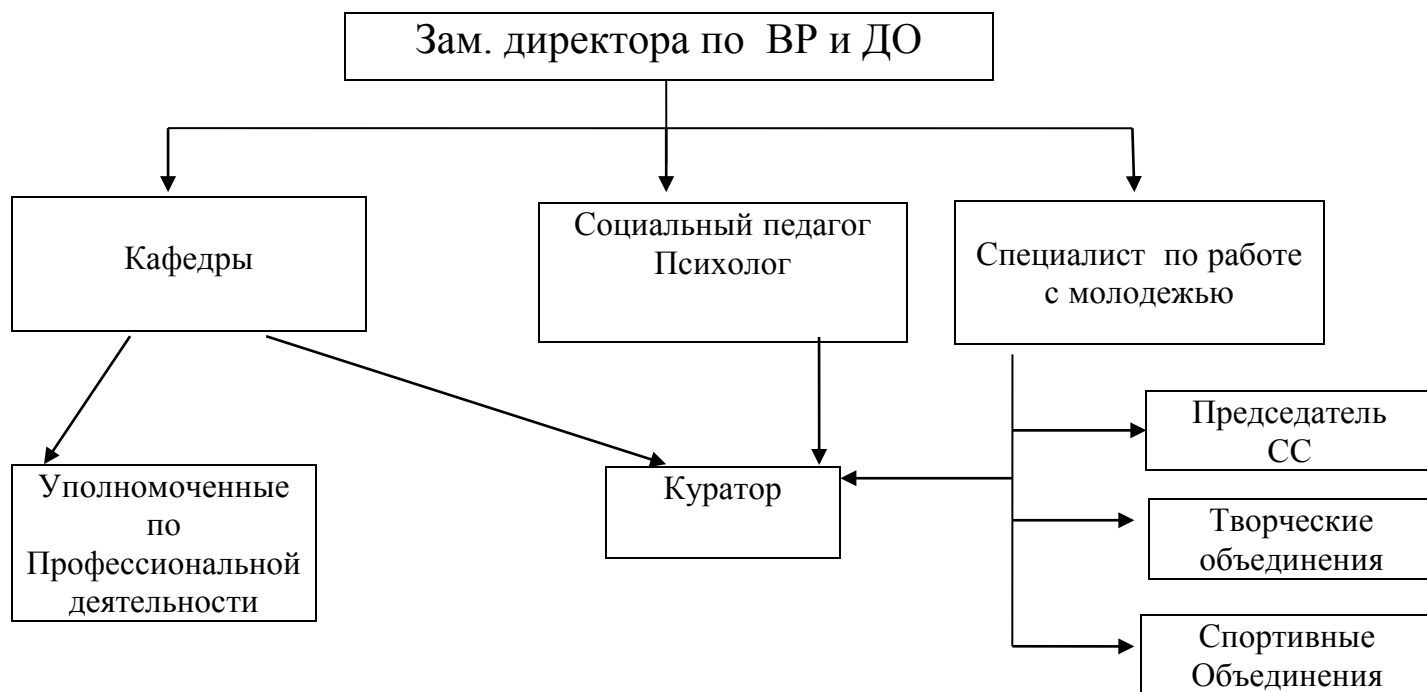 Зам. директора по ВР и ДО
Кафедры
Социальный педагог
Психолог
Специалист по работе
с молодежью
Председатель
СС
Уполномоченные
по
Профессиональной
деятельности
Куратор
Творческие
объединения
Спортивные
Объединения